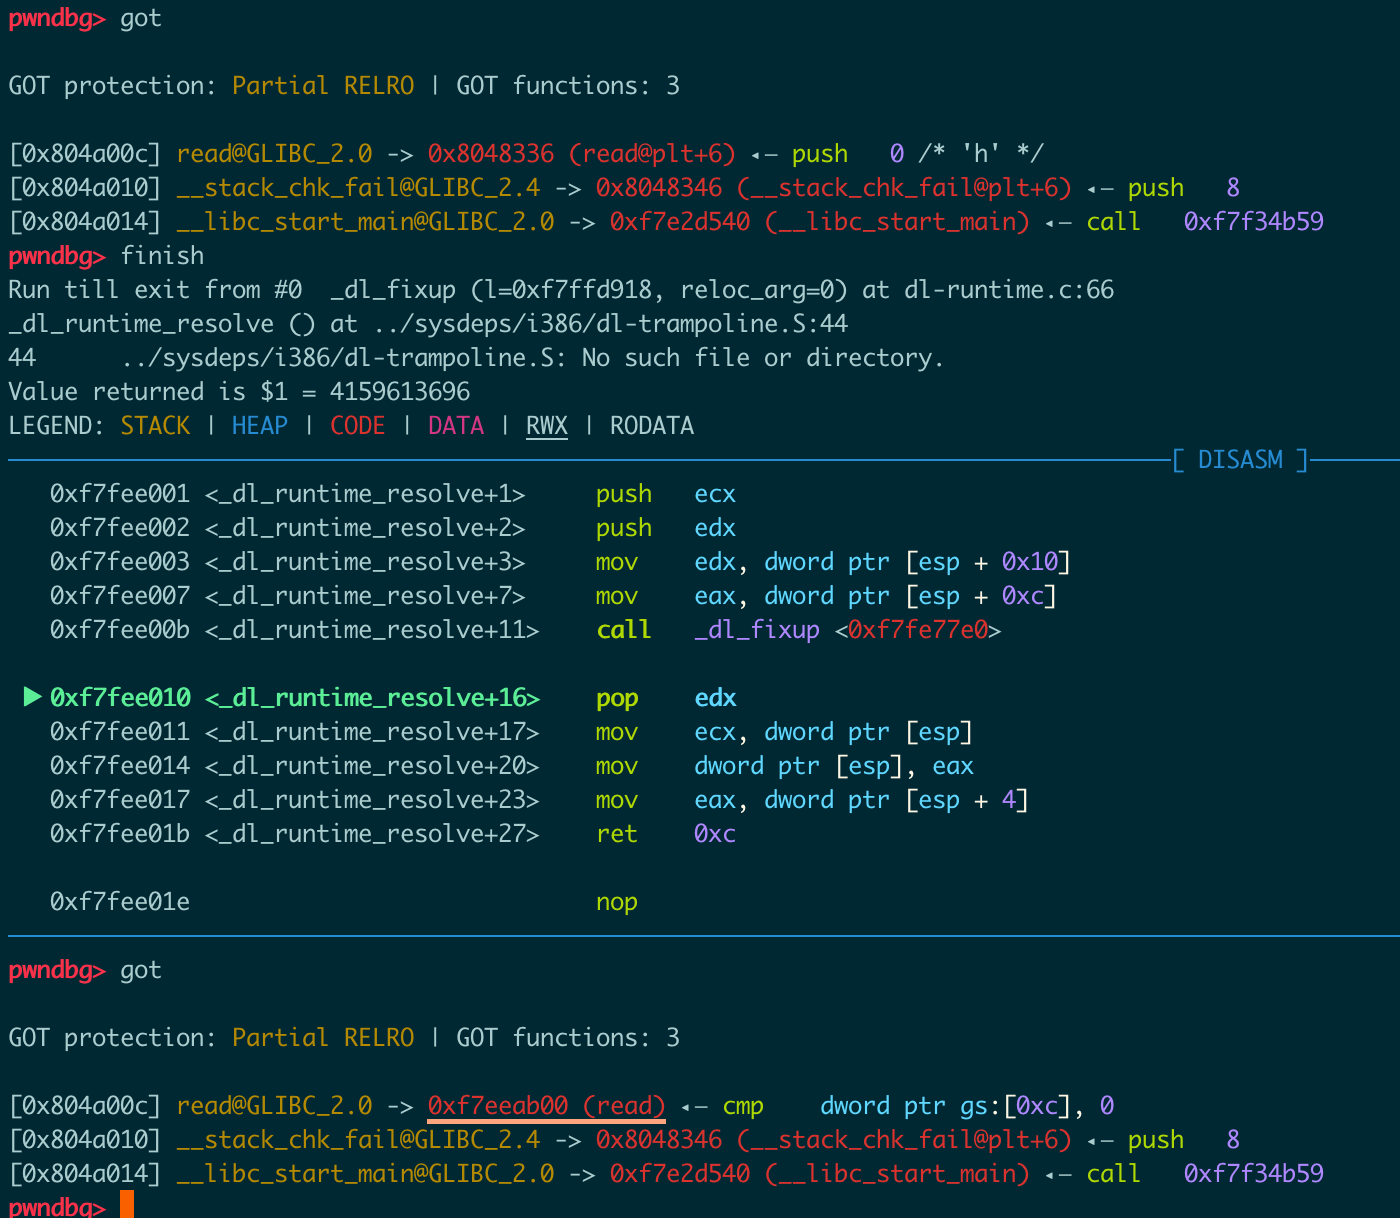 pwndbg> got
GOT protection: Partial RELRO | GOT functions: 3
[0x804a00c] read@GLIBC_2.0 -> 0x8048336 (read@plt+6) ◂— push   0 /* 'h' */
[0x804a010] __stack_chk_fail@GLIBC_2.4 -> 0x8048346 (__stack_chk_fail@plt+6) ◂— push   8
[0x804a014] __libc_start_main@GLIBC_2.0 -> 0xf7e2d540 (__libc_start_main) ◂— call   0xf7f34b59
pwndbg> finish
Run till exit from #0  _dl_fixup (l=0xf7ffd918, reloc_arg=0) at dl-runtime.c:66
_dl_runtime_resolve () at ../sysdeps/i386/dl-trampoline.S:44
44      ../sysdeps/i386/dl-trampoline.S: No such file or directory.
Value returned is $1 = 4159613696
LEGEND: STACK | HEAP | CODE | DATA | RWX | RODATA
[ DISASM ]
0xf7fee001 <_dl_runtime_resolve+1>     push   ecx
0xf7fee002 <_dl_runtime_resolve+2>     push   edx
0xf7fee003 <_dl_runtime_resolve+3>     mov    edx, dword ptr [esp + 0x10]
0xf7fee007 <_dl_runtime_resolve+7>     mov    eax, dword ptr [esp + 0xc]
0xf7fee00b <_dl_runtime_resolve+11>    call   _dl_fixup <0xf7fe77e0>
► 0xf7fee010 <_dl_runtime_resolve+16>    pop    edx
0xf7fee011 <_dl_runtime_resolve+17>    mov    ecx, dword ptr [esp]
0xf7fee014 <_dl_runtime_resolve+20>    mov    dword ptr [esp], eax
0xf7fee017 <_dl_runtime_resolve+23>    mov    eax, dword ptr [esp + 4]
0xf7fee01b <_dl_runtime_resolve+27>    ret    0xc
0xf7fee01e                             nop
pwndbg> got
GOT protection: Partial RELRO | GOT functions: 3
[0x804a00c] read@GLIBC_2.0 -> 0xf7eeab00 (read) ◂— cmp    dword ptr gs:[0xc], 0
[0x804a010] __stack_chk_fail@GLIBC_2.4 -> 0x8048346 (__stack_chk_fail@plt+6) ◂— push   8
[0x804a014] __libc_start_main@GLIBC_2.0 -> 0xf7e2d540 (__libc_start_main) ◂— call   0xf7f34b59
pwndbg>